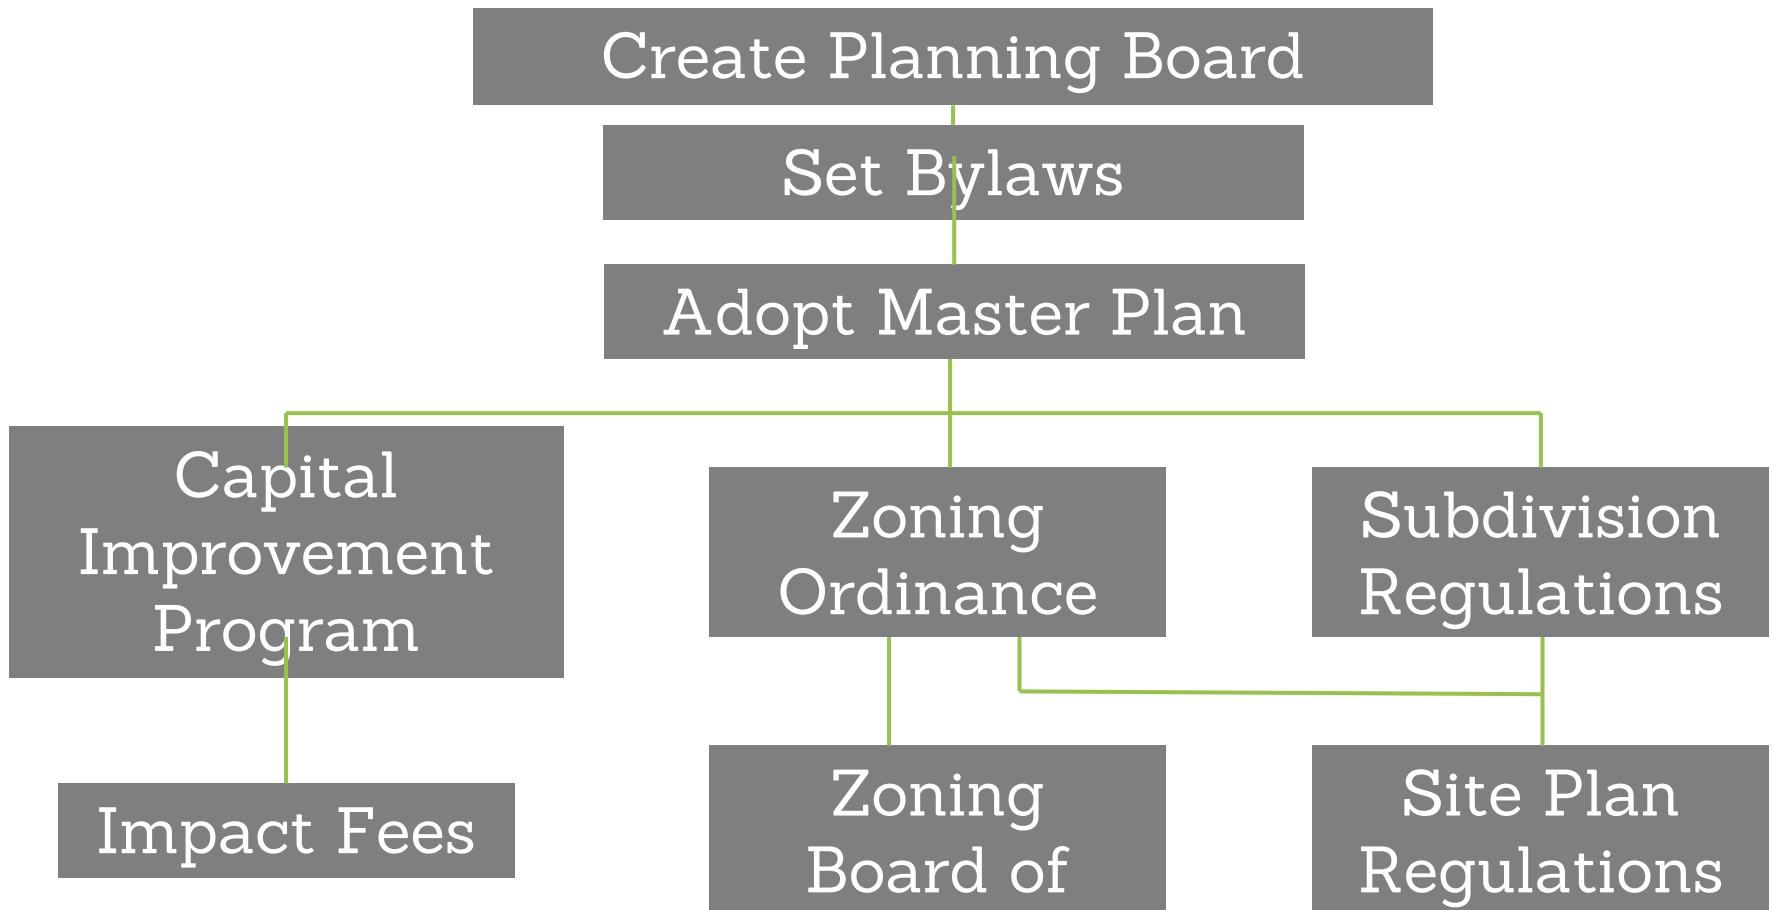 Create Planning Board
Set Bylaws
Adopt Master Plan
Capital
Improvement
Program
Zoning
Ordinance
Subdivision
Regulations
Impact Fees
Zoning
Board of
Site Plan
Regulations